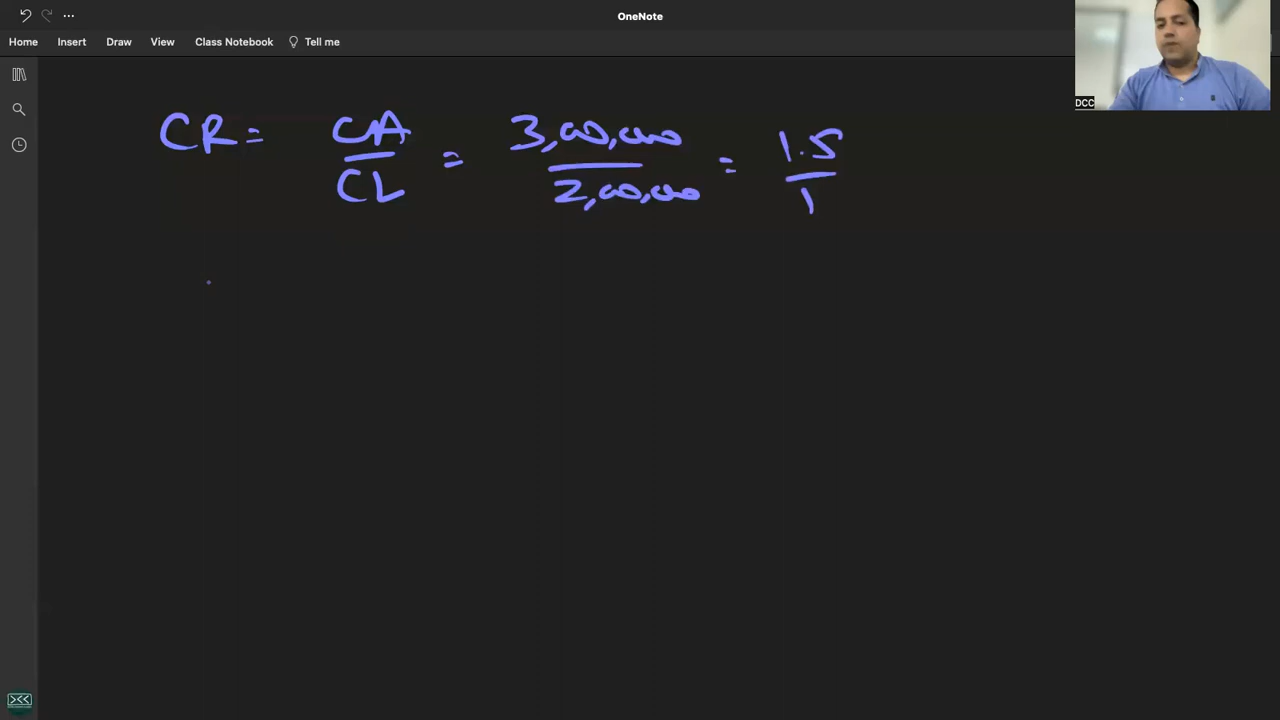 OneNote
Home Insert Draw View Class Notebook Tell me
DCC
CR = CA/CL = 3,00,000/2,00,000 = 1.5/1